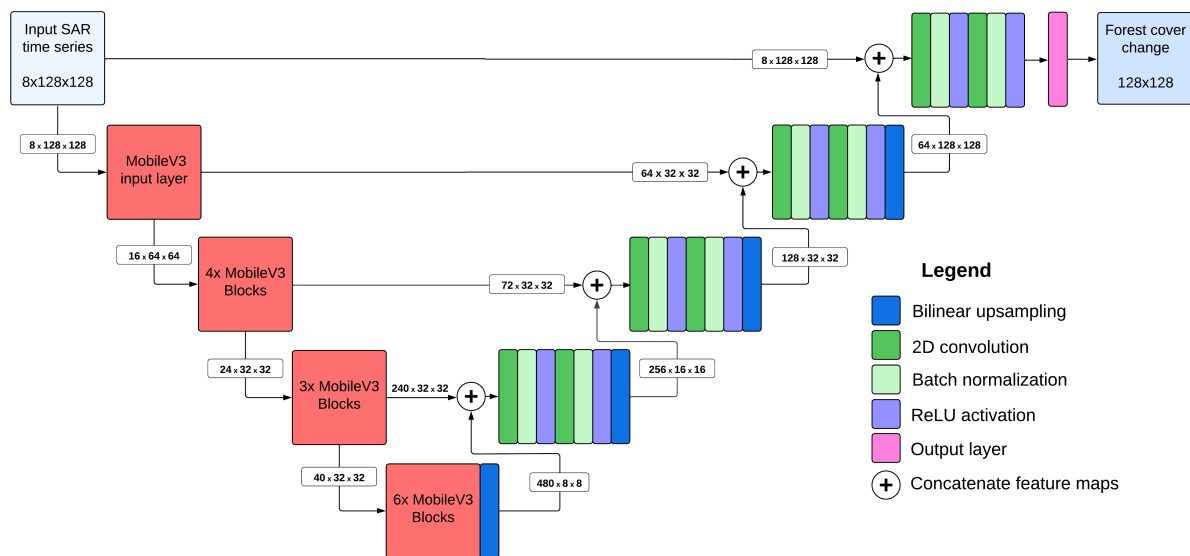 Input SAR
time series
8x128x128
8 x 128 x 128
Forest cover
change
128x128
8 x 128 x 128
MobileV3
input layer
64 x 32 x 32
64 x 128 x 128
16 x 64 x 64
4x MobileV3
Blocks
72 x 32 x 32
128 x 32 x 32
24 x 32 x 32
3x MobileV3
Blocks
240 x 32 x 32
256 x 16 x 16
40 x 32 x 32
6x MobileV3
Blocks
480 x 8 x 8
Legend
Bilinear upsampling
2D convolution
Batch normalization
ReLU activation
Output layer
Concatenate feature maps